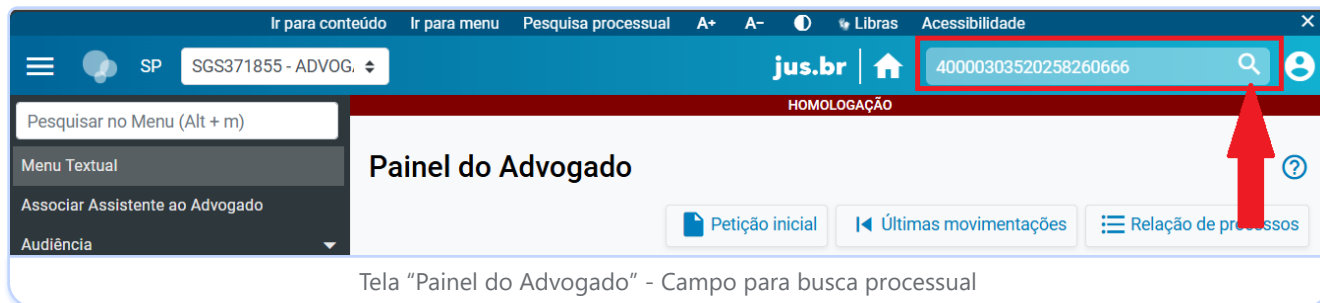 Ir para conteúdo Ir para menu Pesquisa processual A+ A− Libras Acessibilidade ×
SP SGS371855 - ADVOG. jus.br 40000303520258260666
HOMOLOGAÇÃO
Pesquisar no Menu (Alt + m)
Menu Textual
Painel do Advogado ?
Associar Assistente ao Advogado
Petição inicial Últimas movimentações Relação de processos
Audiência
Tela “Painel do Advogado” - Campo para busca processual